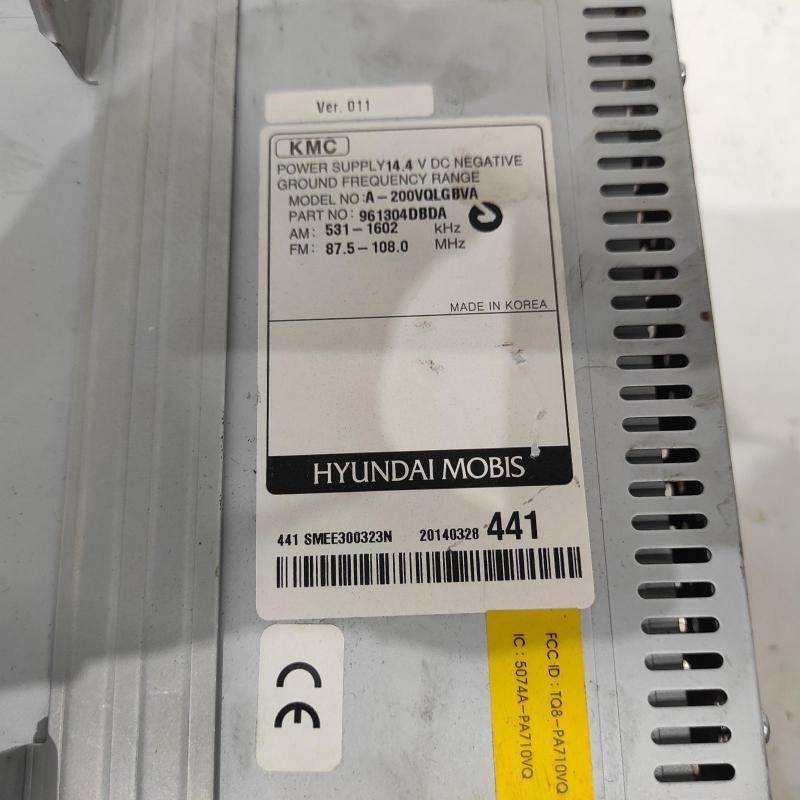 Ver. 011
KMC
POWER SUPPLY14.4 V DC NEGATIVE
GROUND FREQUENCY RANGE
MODEL NO:A-200VQLGBVA
PART NO: 961304DBDA
AM: 531-1602 kHz
FM: 87.5-108.0 MHz
MADE IN KOREA
HYUNDAI MOBIS
441 SMEE300323N 20140328 441
CE
FCC ID : TQ8-PA710VQ
IC : 5074A-PA710VQ